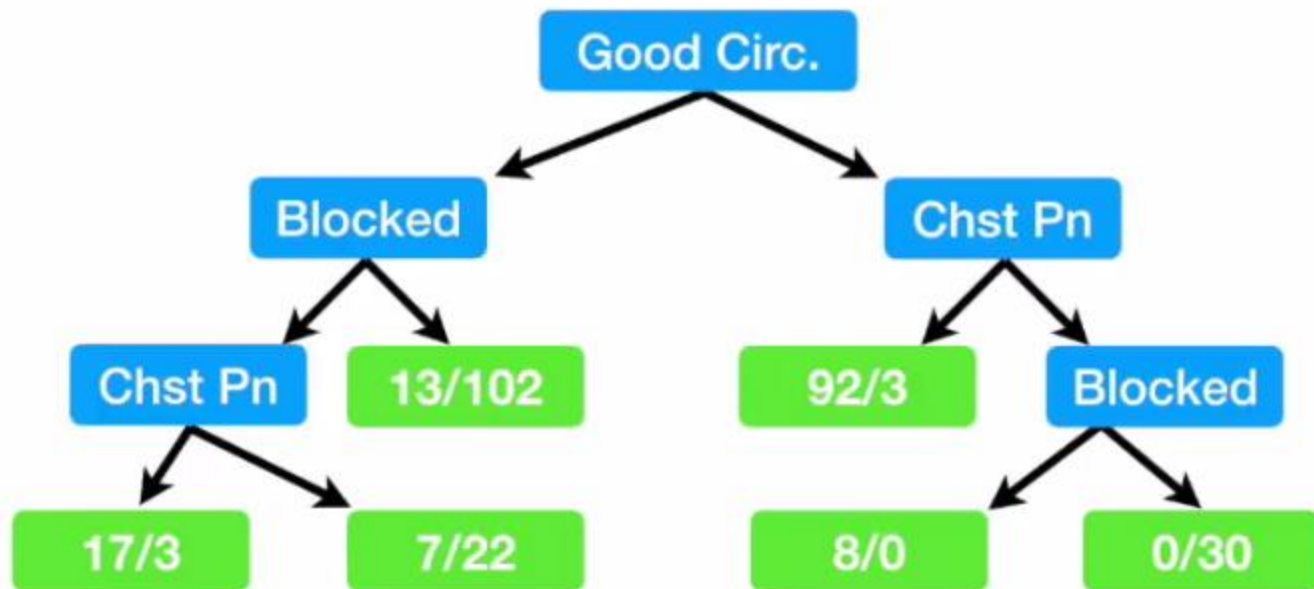 Good Circ.
Blocked
Chst Pn
Chst Pn
13/102
92/3
Blocked
17/3
7/22
8/0
0/30